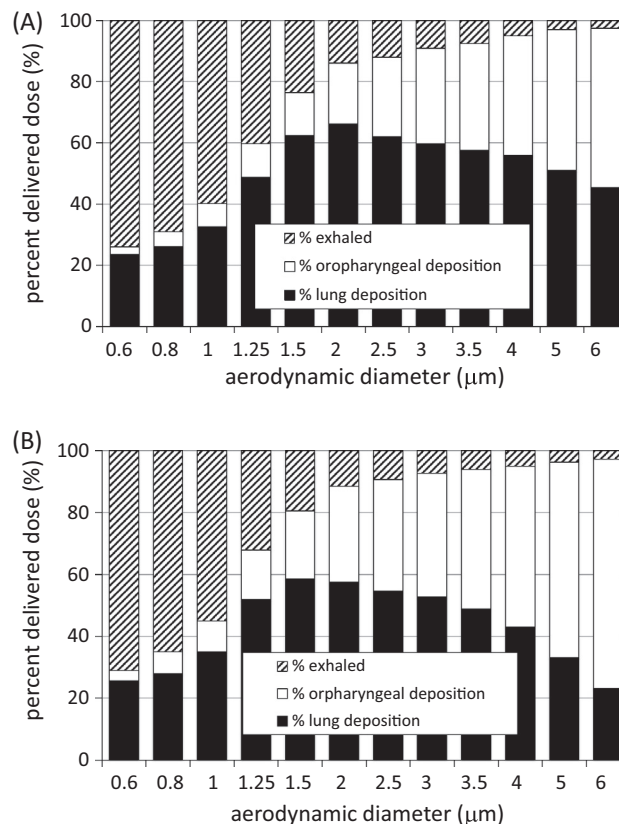 (A)
percent delivered dose (%)
100
80
60
40
20
0
% exhaled
% oropharyngeal deposition
% lung deposition
0.6 0.8 1 1.25 1.5 2 2.5 3 3.5 4 5 6
aerodynamic diameter (μm)
(B)
percent delivered dose (%)
100
80
60
40
20
0
% exhaled
% orpharyngeal deposition
% lung deposition
0.6 0.8 1 1.25 1.5 2 2.5 3 3.5 4 5 6
aerodynamic diameter (μm)